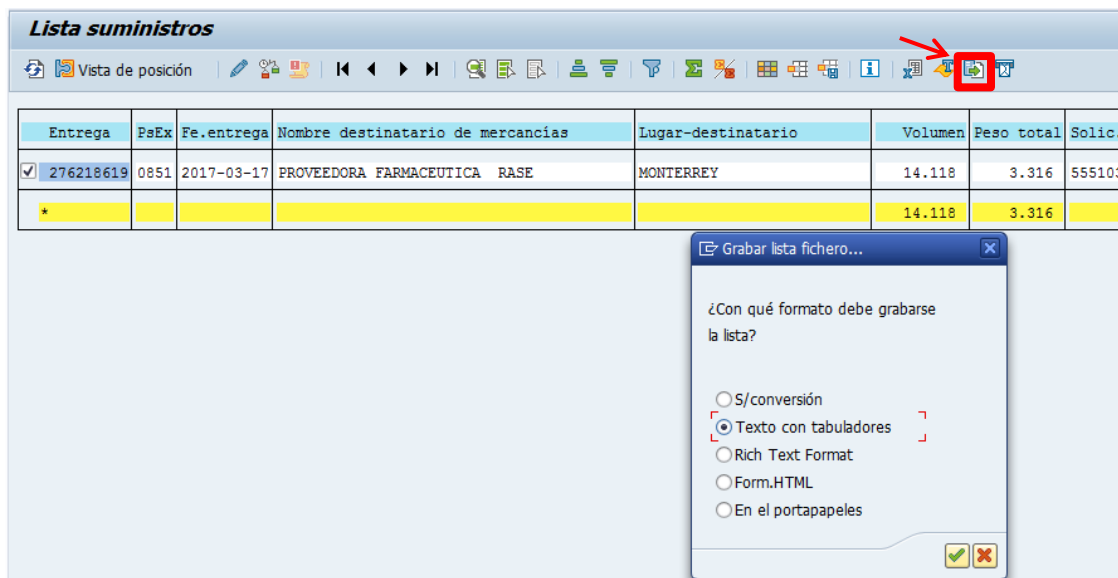 Lista suministros
Vista de posición
Entrega PsEx Fe.entrega Nombre destinatario de mercancías Lugar-destinatario Volumen Peso total Solic.
276218619 0851 2017-03-17 PROVEEDORA FARMACEUTICA RASE MONTERREY 14.118 3.316 555103
* 14.118 3.316
Grabar lista fichero...
¿Con qué formato debe grabarse
la lista?
S/conversión
Texto con tabuladores
Rich Text Format
Form.HTML
En el portapapeles